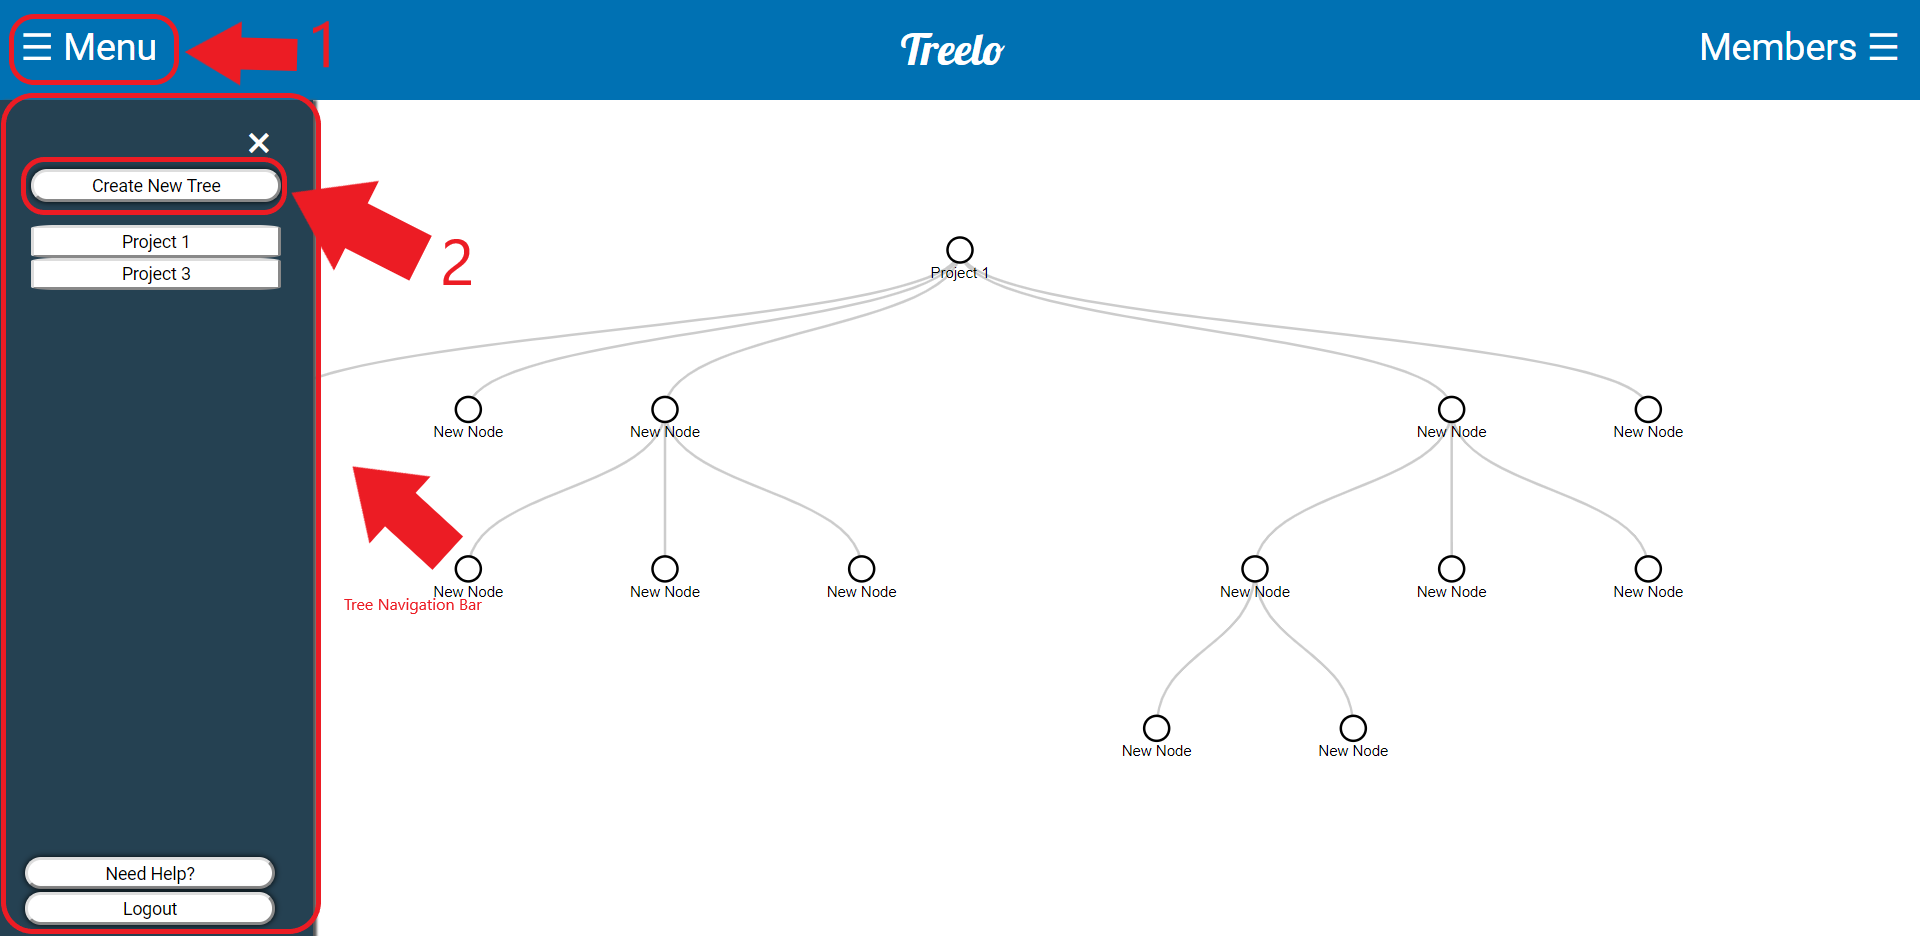 ☰ Menu
1
Treelo
Members ☰
×
Create New Tree
2
Project 1
Project 3
Project 1
New Node
New Node
New Node
New Node
New Node
New Node
New Node
New Node
New Node
New Node
Tree Navigation Bar
New Node
New Node
Need Help?
Logout